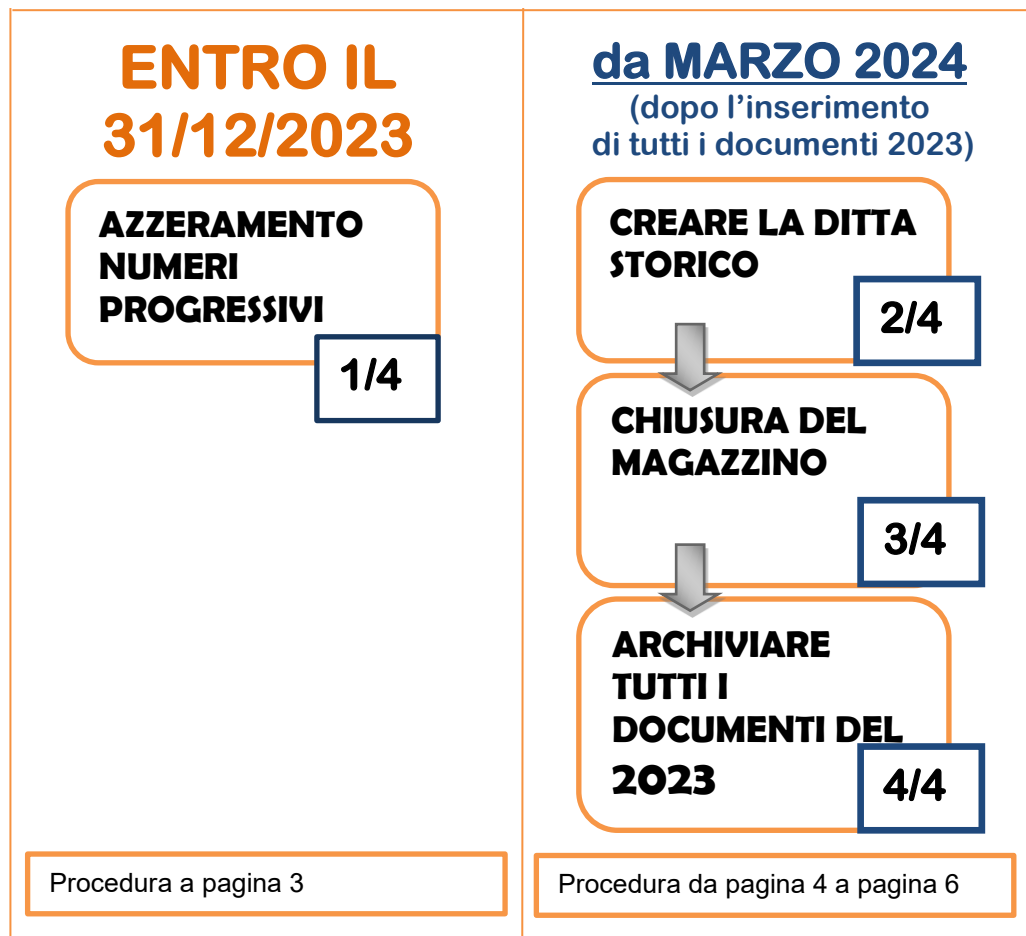 ENTRO IL
31/12/2023
AZZERAMENTO
NUMERI
PROGRESSIVI
1/4
Procedura a pagina 3
da MARZO 2024
(dopo l’inserimento
di tutti i documenti 2023)
CREARE LA DITTA
STORICO
2/4
CHIUSURA DEL
MAGAZZINO
3/4
ARCHIVIARE
TUTTI I
DOCUMENTI DEL
2023
4/4
Procedura da pagina 4 a pagina 6